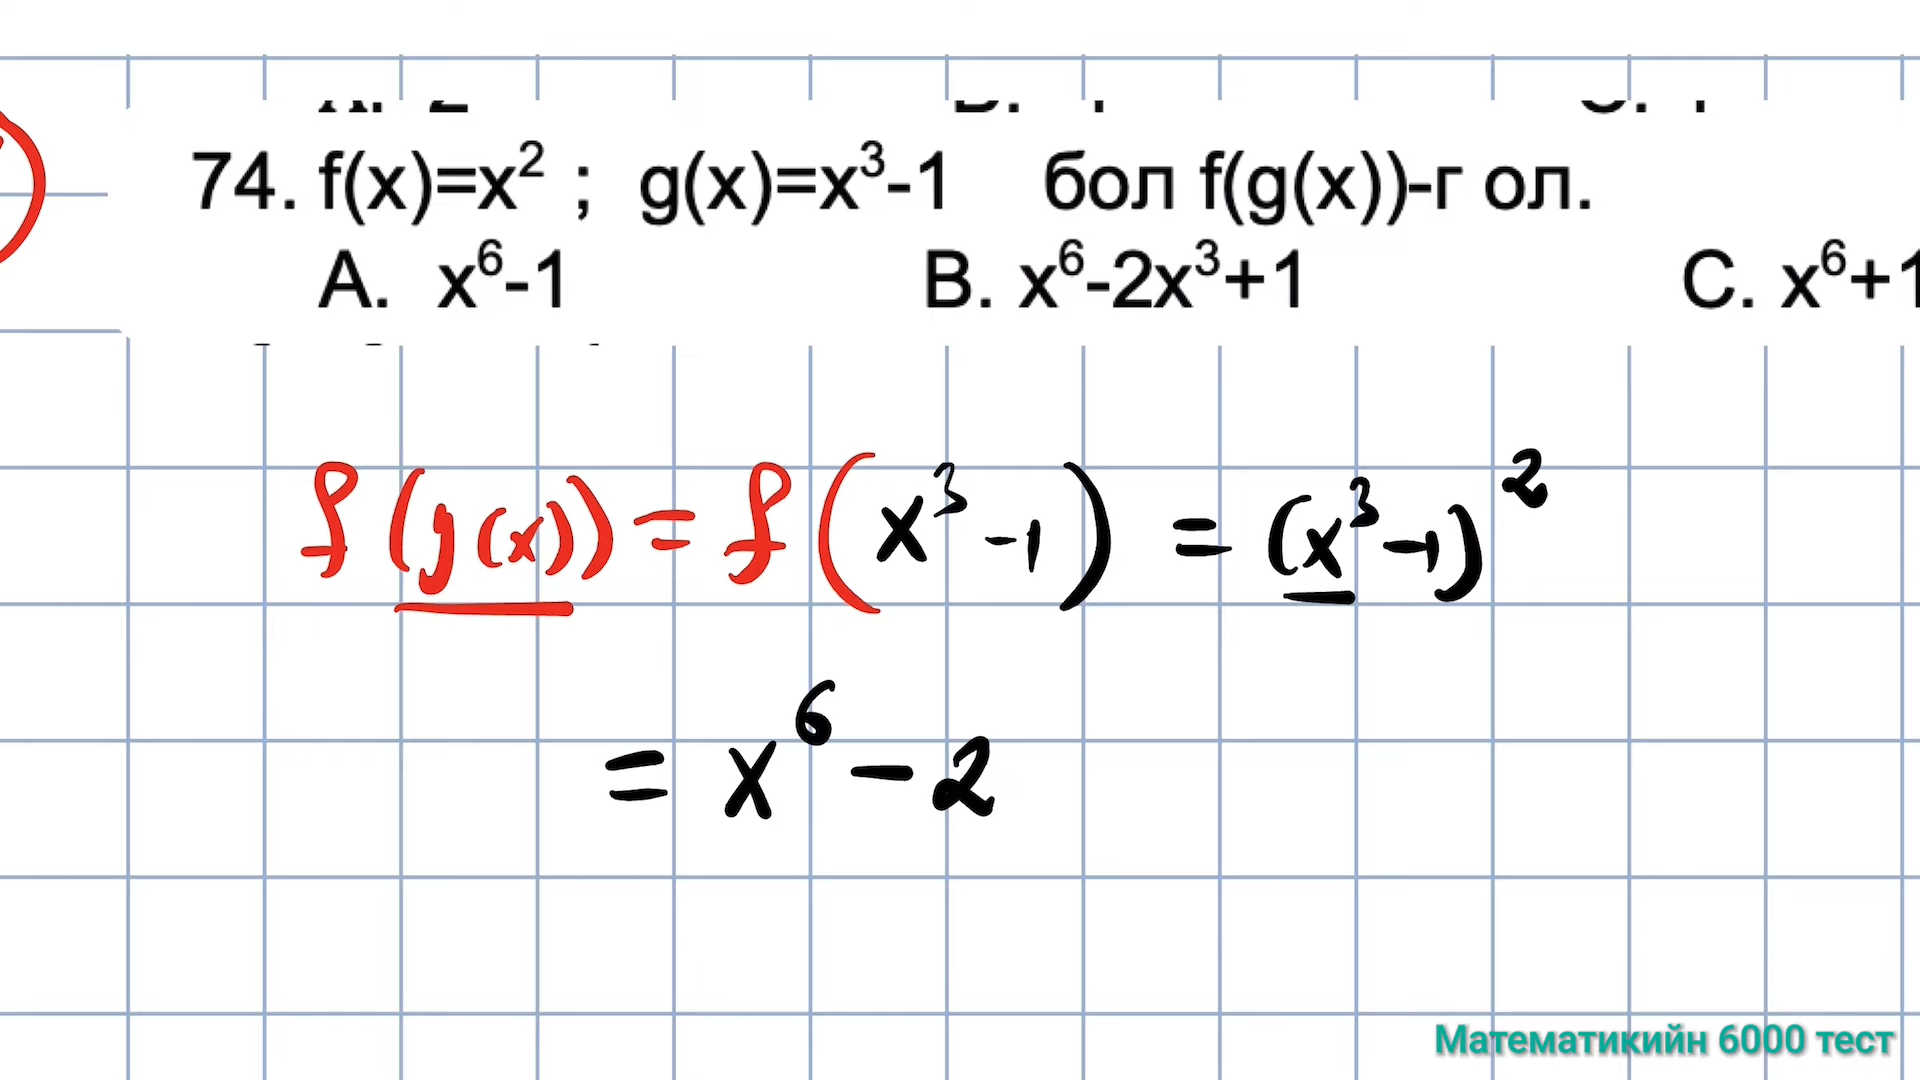 74. f(x)=x² ; g(x)=x³-1 бол f(g(x))-г ол.
A. x⁶-1 B. x⁶-2x³+1 C. x⁶+1
f(g(x)) = f(x³-1) = (x³-1)²
= x⁶-2
Математикийн 6000 тест